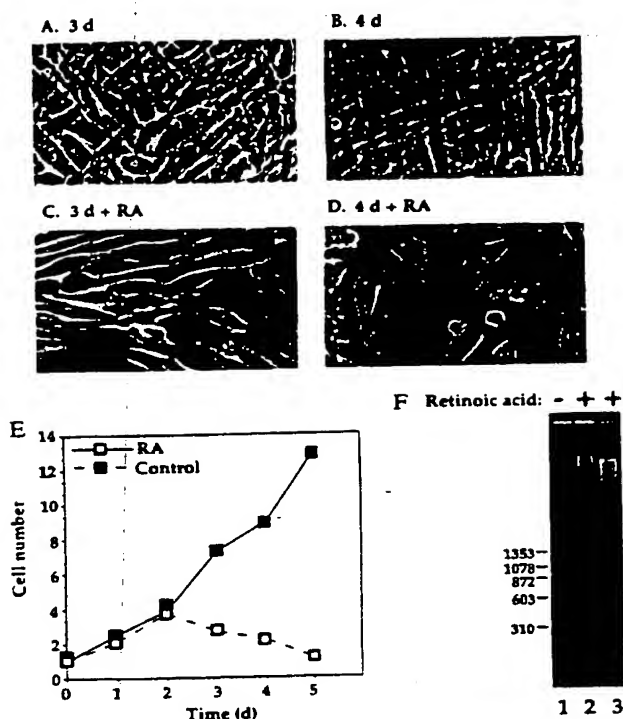 A. 3 d
B. 4 d
C. 3 d + RA
D. 4 d + RA
E
14
12
10
8
6
4
2
0
Cell number
RA
Control
0 1 2 3 4 5
Time (d)
F Retinoic acid: - + +
1353
1078
872
603
310
1 2 3